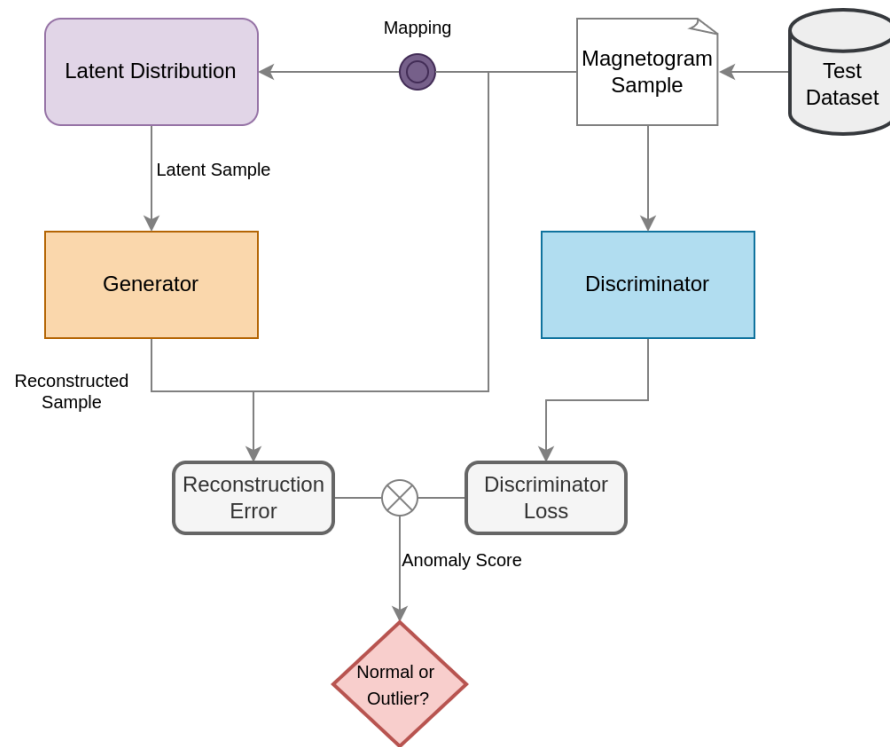 Mapping
Latent Distribution
Magnetogram
Sample
Test
Dataset
Latent Sample
Generator
Discriminator
Reconstructed
Sample
Reconstruction
Error
Discriminator
Loss
Anomaly Score
Normal or
Outlier?